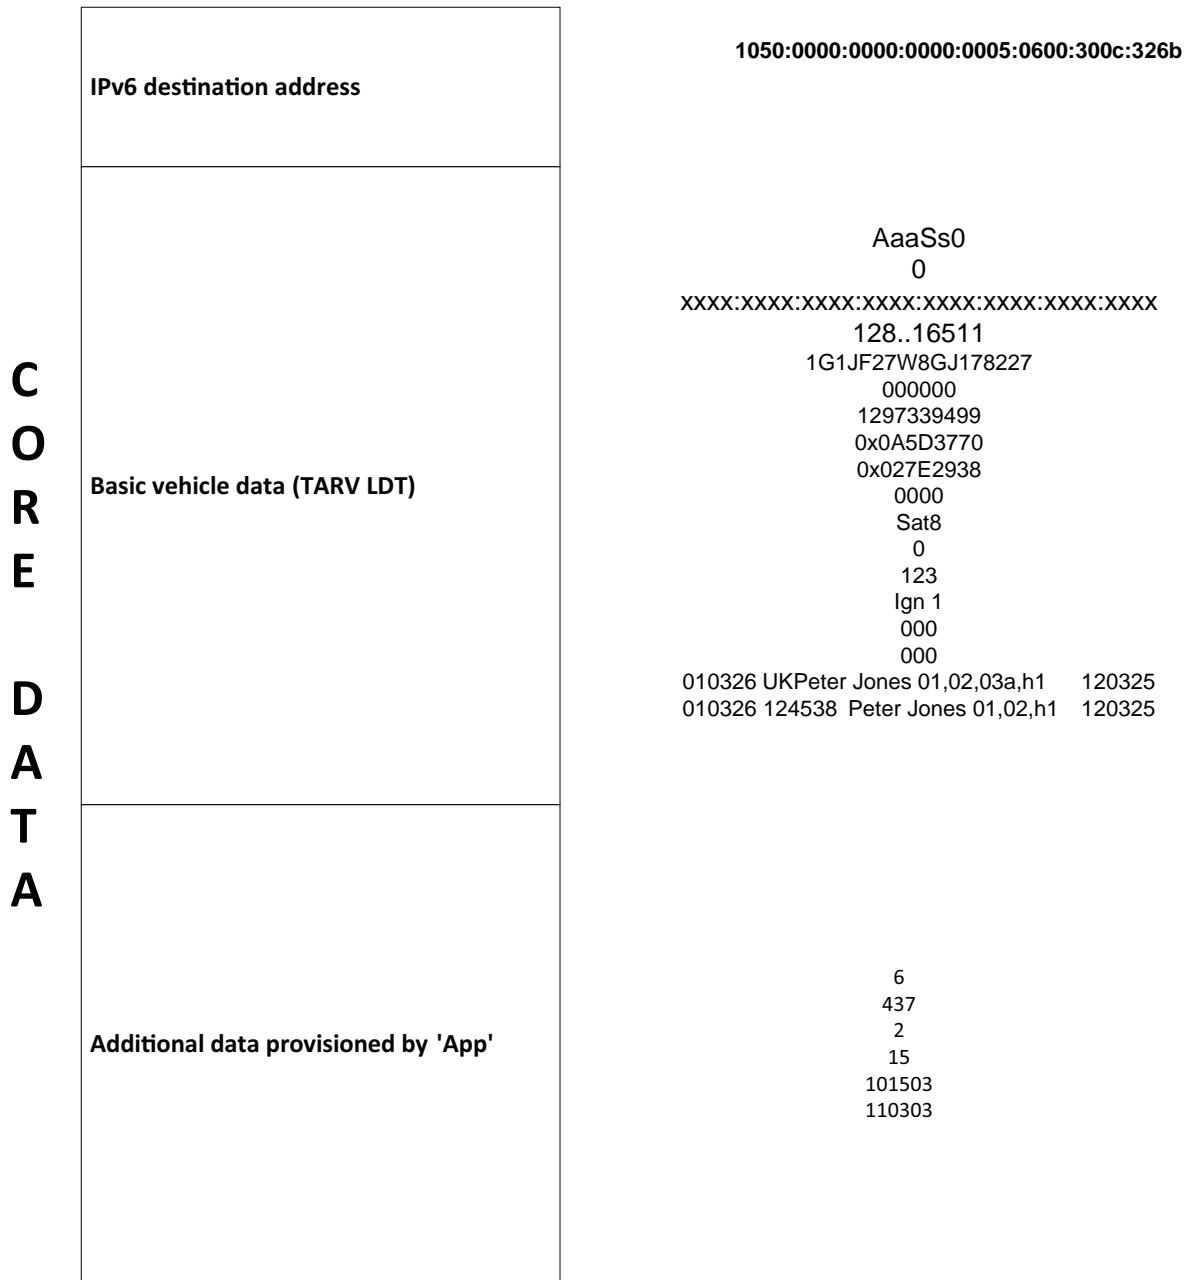 IPv6 destination address
1050:0000:0000:0000:0005:0600:300c:326b
CORE DATA
Basic vehicle data (TARV LDT)
AaaSs0
0
xxxx:xxxx:xxxx:xxxx:xxxx:xxxx:xxxx:xxxx
128..16511
1G1JF27W8GJ178227
000000
1297339499
0x0A5D3770
0x027E2938
0000
Sat8
0
123
Ign 1
000
000
010326 UKPeter Jones 01,02,03a,h1 120325
010326 124538 Peter Jones 01,02,h1 120325
Additional data provisioned by 'App'
6
437
2
15
101503
110303